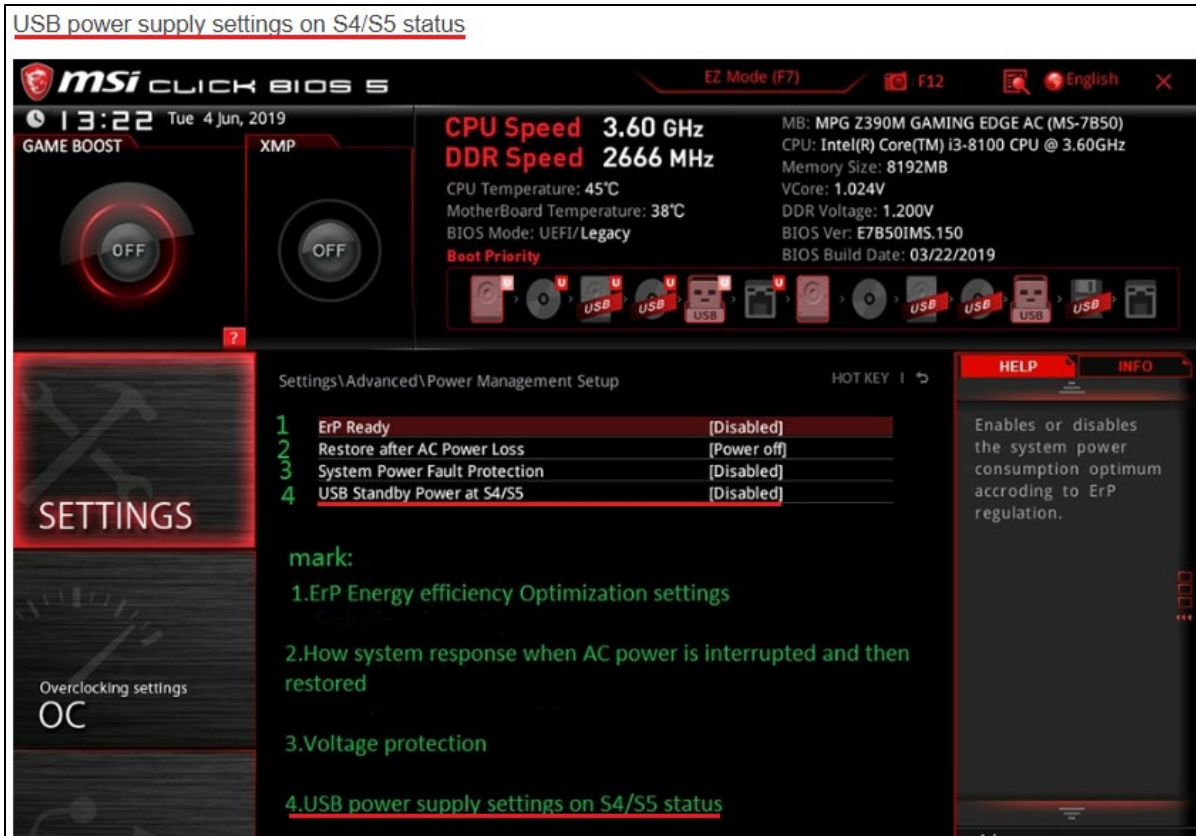 USB power supply settings on S4/S5 status
msi CLICK BIOS 5
EZ Mode (F7)
F12
English
X
13:22 Tue 4 Jun, 2019
GAME BOOST
XMP
OFF
OFF
?
CPU Speed 3.60 GHz
DDR Speed 2666 MHz
CPU Temperature: 45°C
MotherBoard Temperature: 38°C
BIOS Mode: UEFI/Legacy
MB: MPG Z390M GAMING EDGE AC (MS-7B50)
CPU: Intel(R) Core(TM) i3-8100 CPU @ 3.60GHz
Memory Size: 8192MB
VCore: 1.024V
DDR Voltage: 1.200V
BIOS Ver: E7B50IMS.150
BIOS Build Date: 03/22/2019
Boot Priority
U U U U U U
USB USB USB USB USB USB USB
SETTINGS
Overclocking settings
OC
Settings\Advanced\Power Management Setup
HOT KEY
1 ErP Ready [Disabled]
2 Restore after AC Power Loss [Power off]
3 System Power Fault Protection [Disabled]
4 USB Standby Power at S4/S5 [Disabled]
mark:
1.ErP Energy efficiency Optimization settings
2.How system response when AC power is interrupted and then
restored
3.Voltage protection
4.USB power supply settings on S4/S5 status
HELP
INFO
Enables or disables
the system power
consumption optimum
accroding to ErP
regulation.